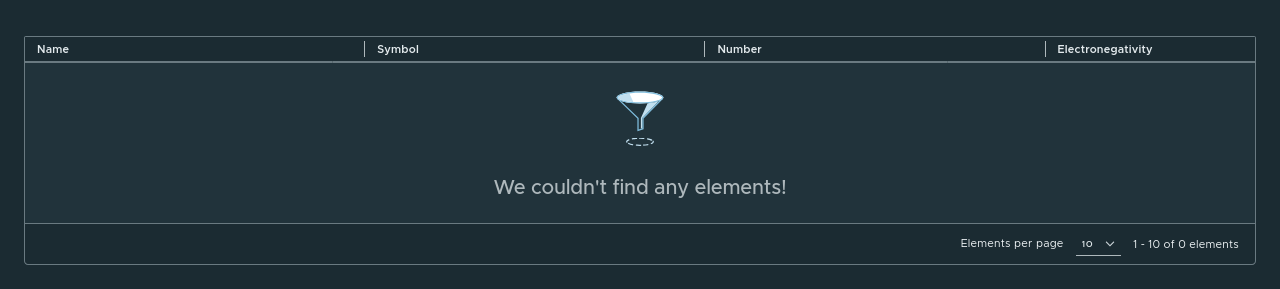 Name Symbol Number Electronegativity
We couldn't find any elements!
Elements per page 10 1 - 10 of 0 elements